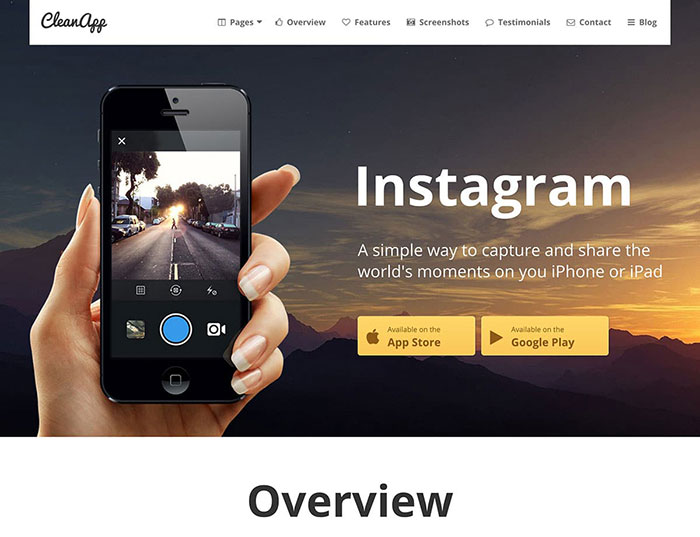 CleanApp
Pages
Overview
Features
Screenshots
Testimonials
Contact
Blog
Instagram
A simple way to capture and share the
world's moments on you iPhone or iPad
Available on the
App Store
Available on the
Google Play
Overview